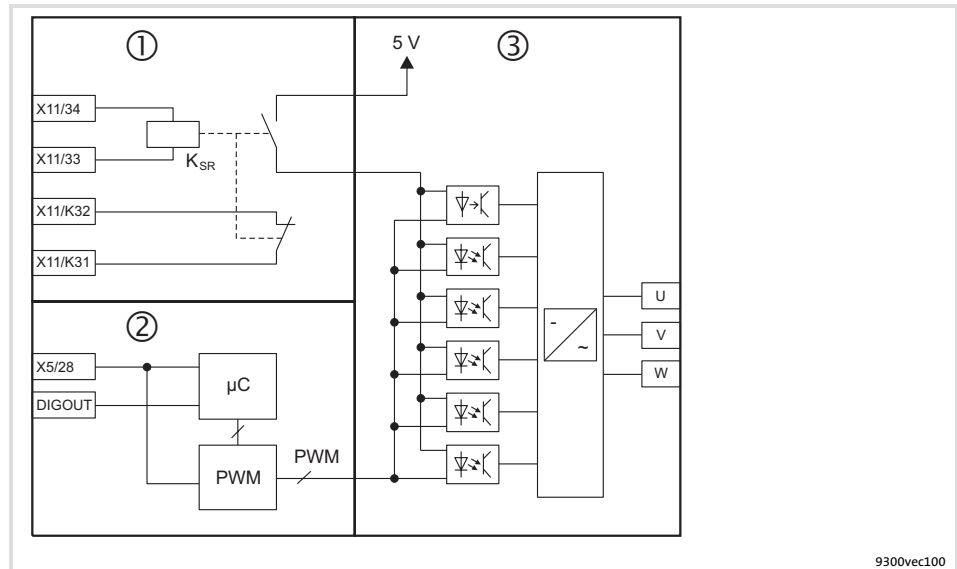 ①
5 V
③
X11/34
X11/33
K_SR
X11/K32
X11/K31
②
X5/28
DIGOUT
µC
PWM
PWM
-
~
U
V
W
9300vec100